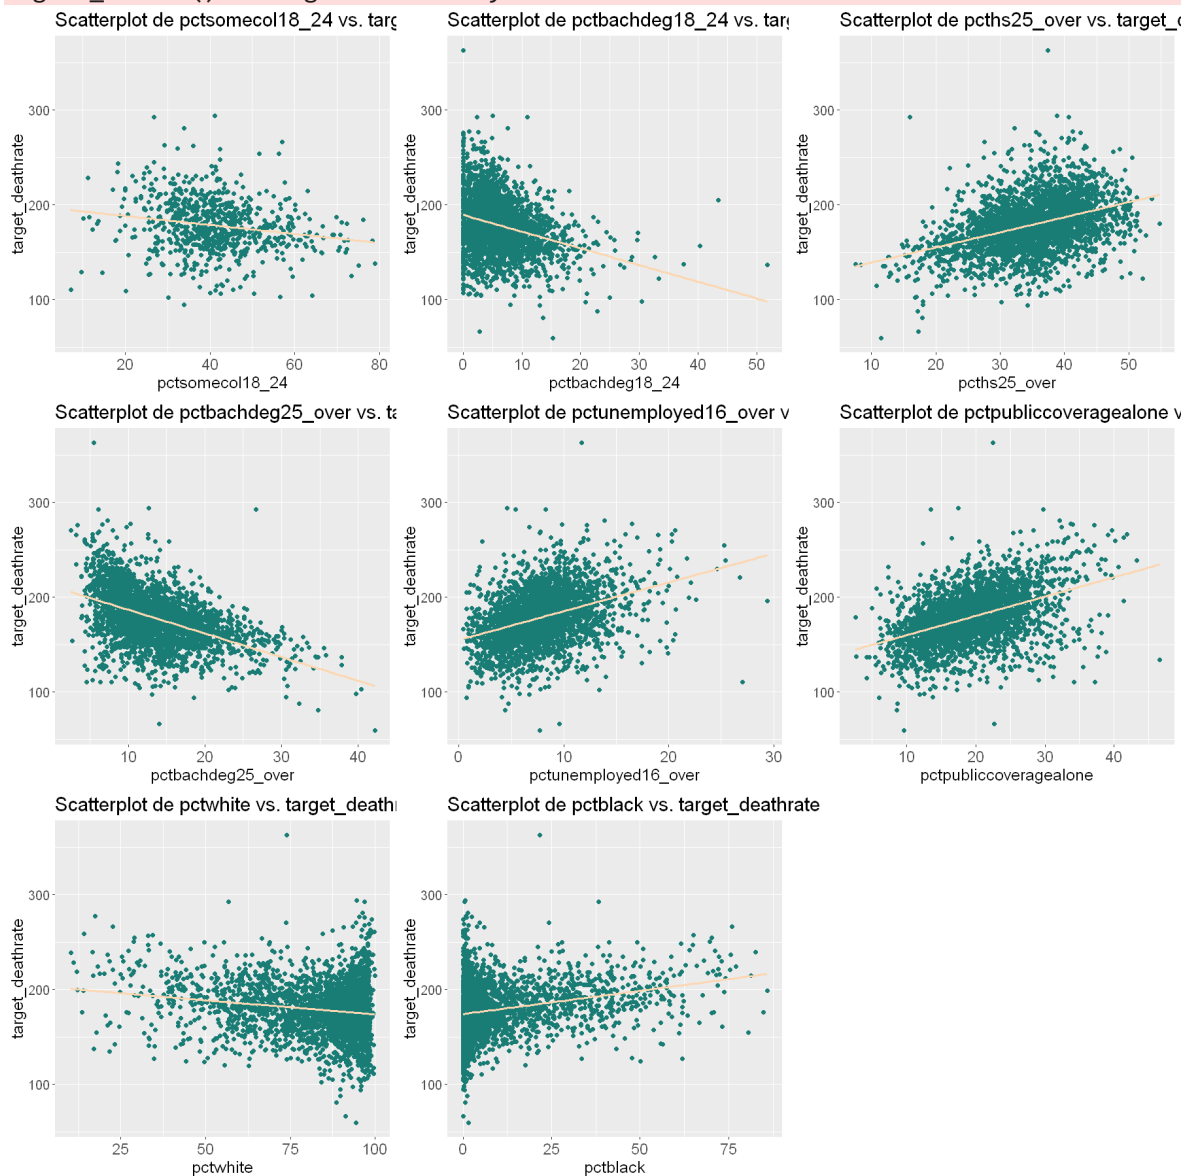 Scatterplot de pctsomecol18_24 vs. targ
Scatterplot de pctbachdeg18_24 vs. tar
Scatterplot de pcths25_over vs. target_d
300
200
100
target_deathrate
20 40 60 80
pctsomecol18_24
300
200
100
target_deathrate
0 10 20 30 40 50
pctbachdeg18_24
300
200
100
target_deathrate
10 20 30 40 50
pcths25_over
Scatterplot de pctbachdeg25_over vs. ta
Scatterplot de pctunemployed16_over v
Scatterplot de pctpubliccoveragealone v
300
200
100
target_deathrate
10 20 30 40
pctbachdeg25_over
300
200
100
target_deathrate
0 10 20 30
pctunemployed16_over
300
200
100
target_deathrate
10 20 30 40
pctpubliccoveragealone
Scatterplot de pctwhite vs. target_death
Scatterplot de pctblack vs. target_deathrate
300
200
100
target_deathrate
25 50 75 100
pctwhite
300
200
100
target_deathrate
0 25 50 75
pctblack